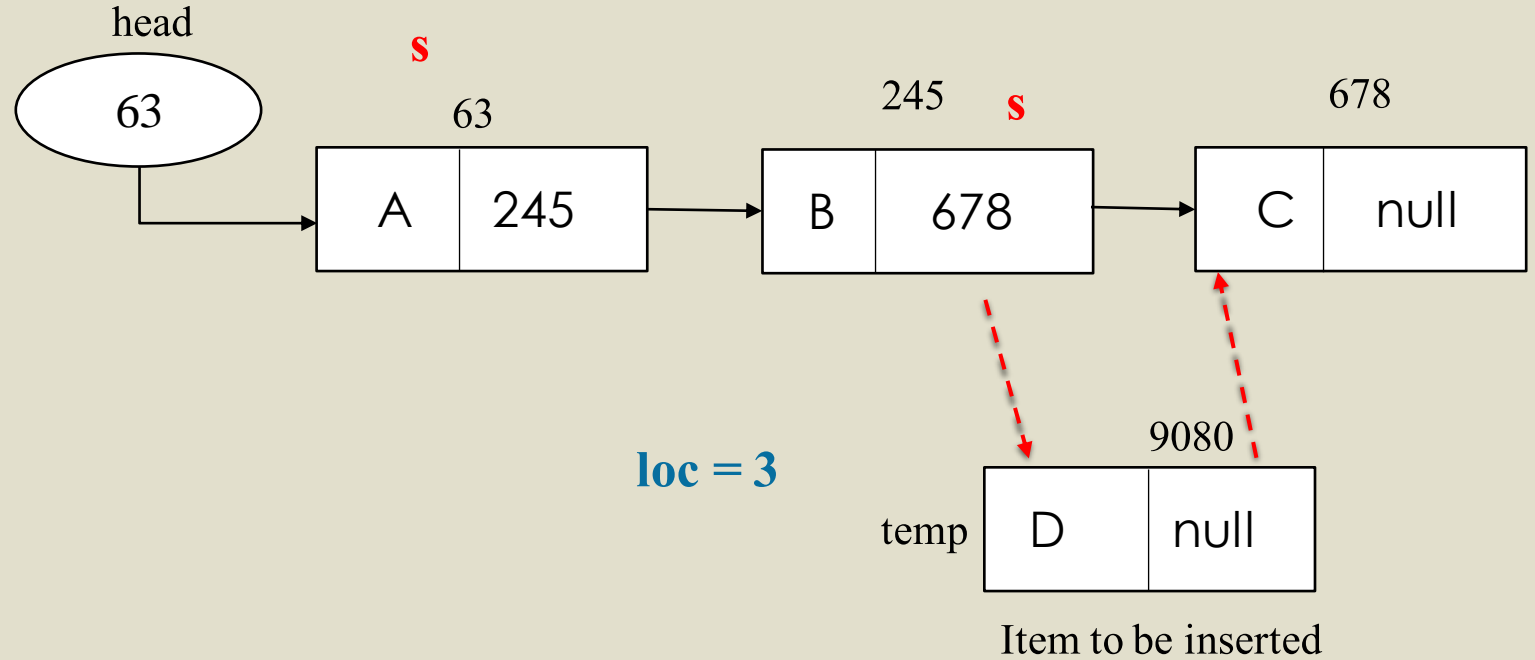 head
s
63
63
245
s
678
A
245
B
678
C
null
9080
loc = 3
temp
D
null
Item to be inserted